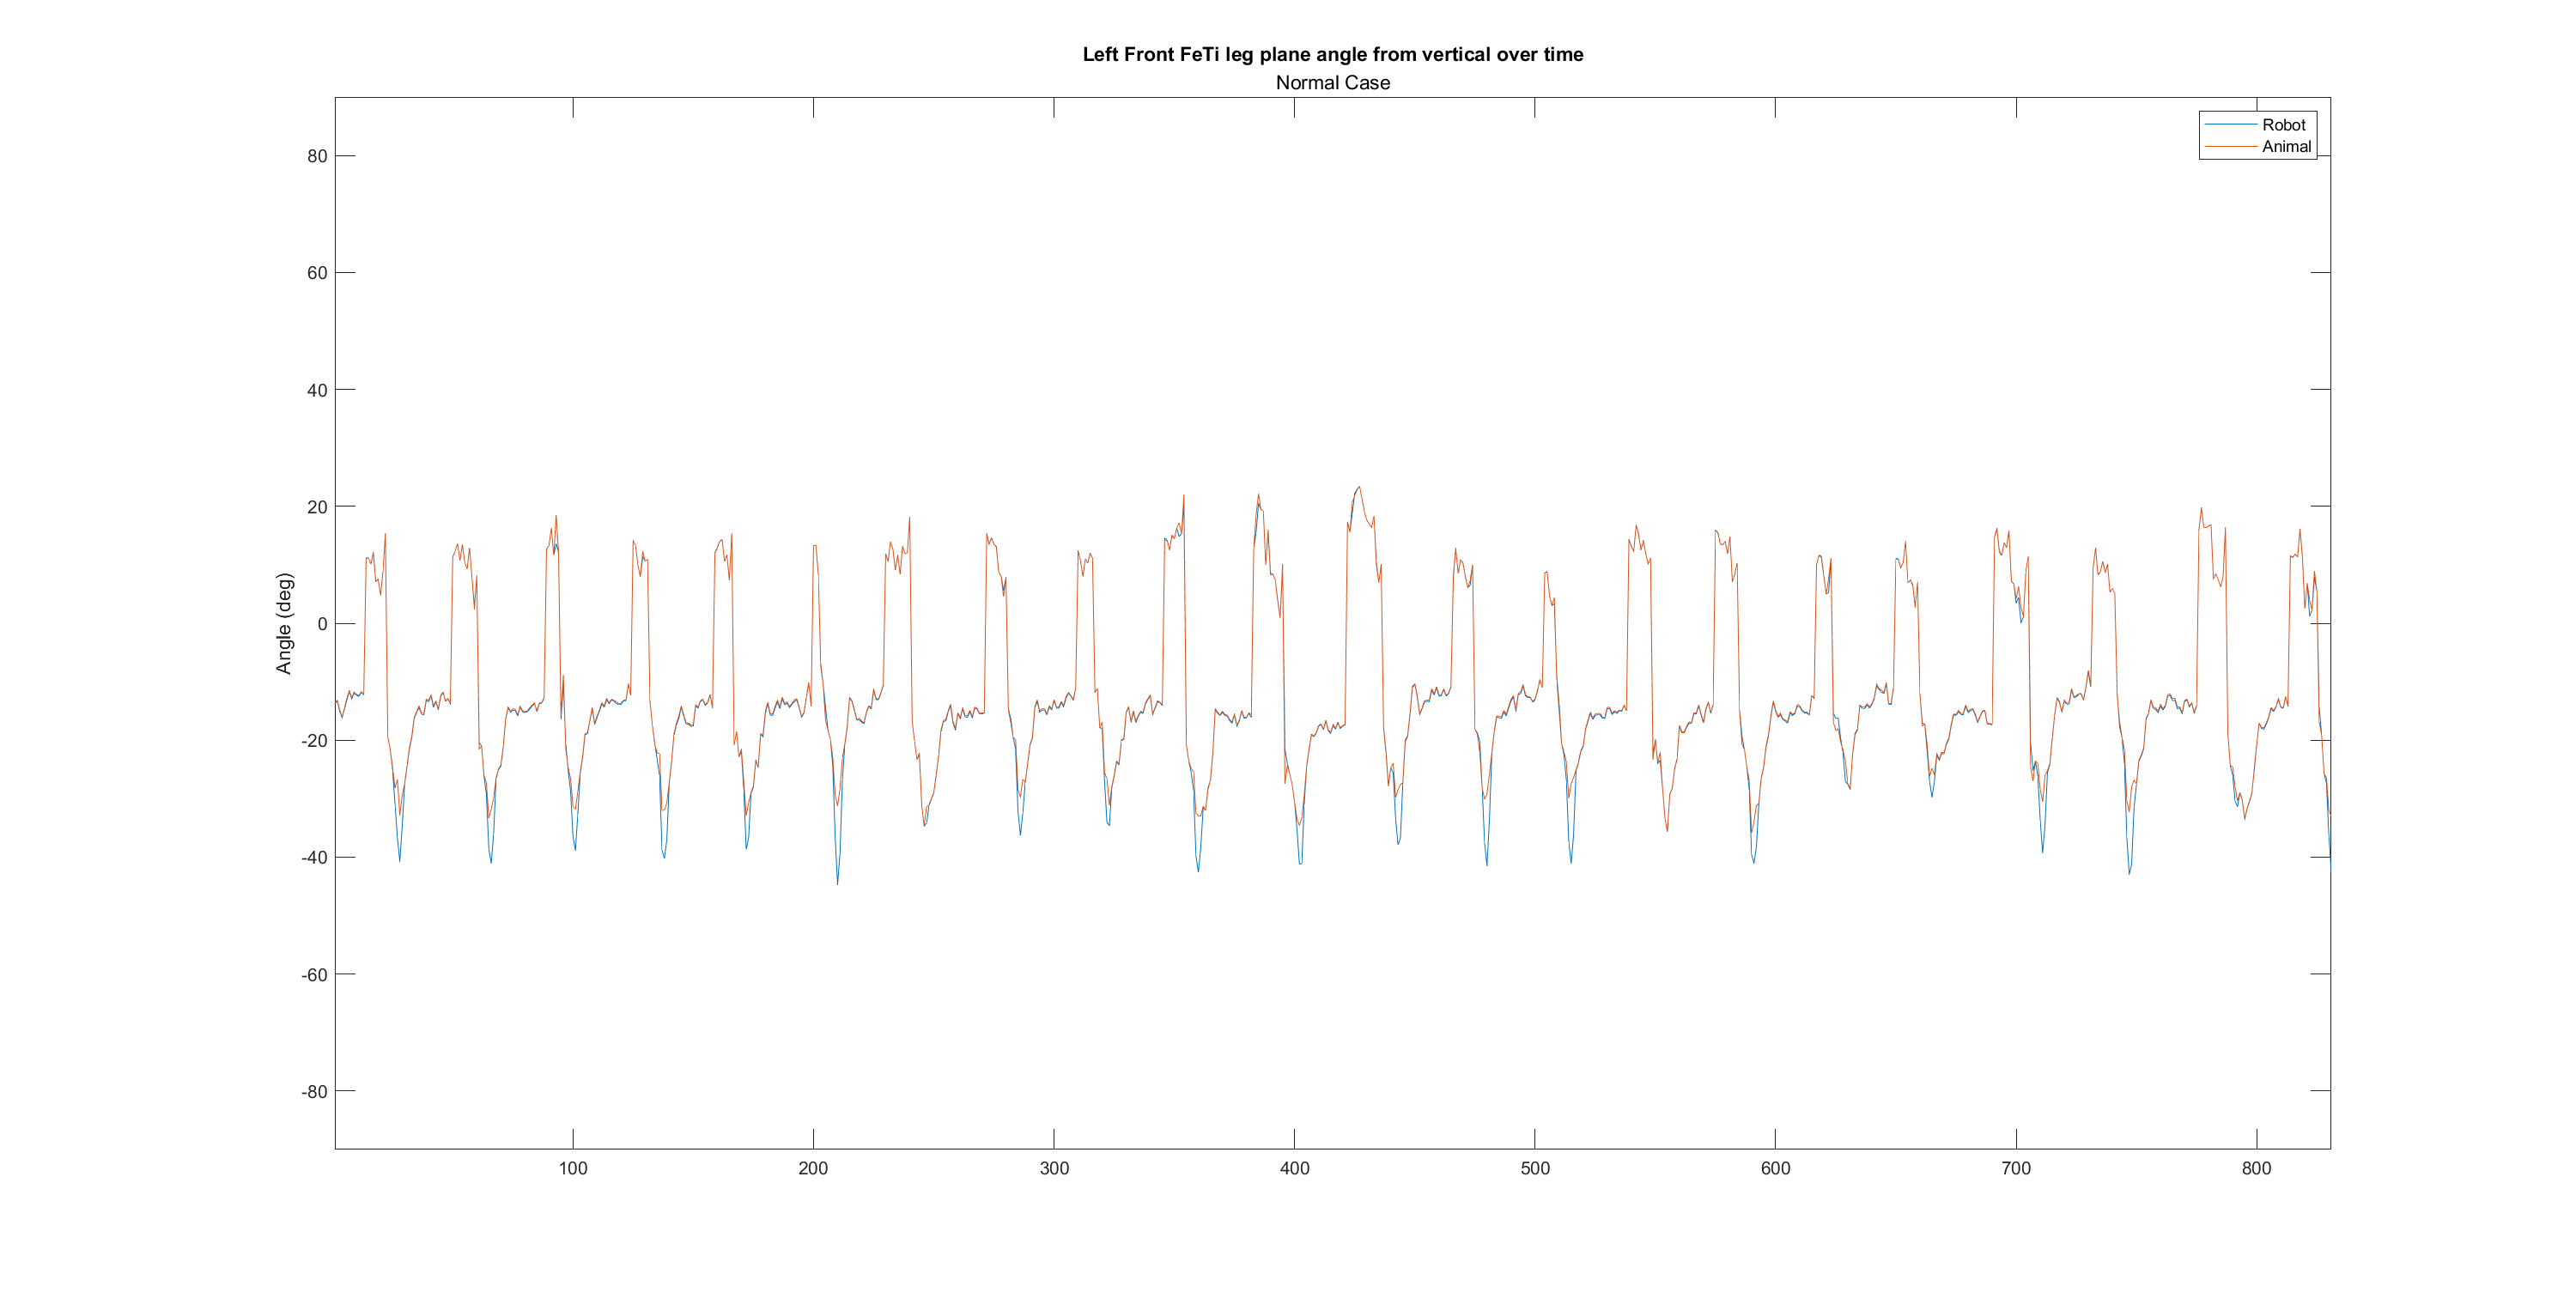 Left Front FeTi leg plane angle from vertical over time
Normal Case
Robot
Animal
80
60
40
20
0
-20
-40
-60
-80
Angle (deg)
100 200 300 400 500 600 700 800